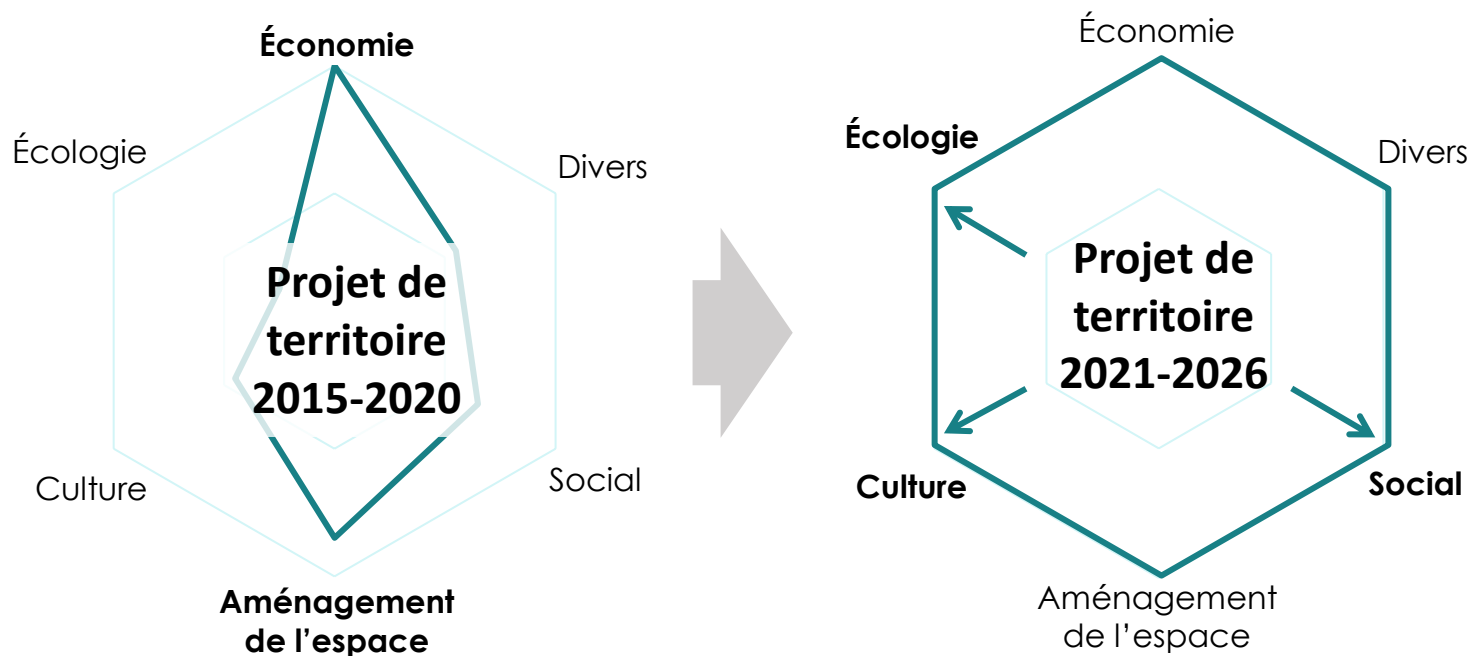 Économie
Écologie
Divers
Projet de
territoire
2015-2020
Culture
Social
Aménagement
de l’espace
Économie
Écologie
Divers
Projet de
territoire
2021-2026
Culture
Social
Aménagement
de l’espace